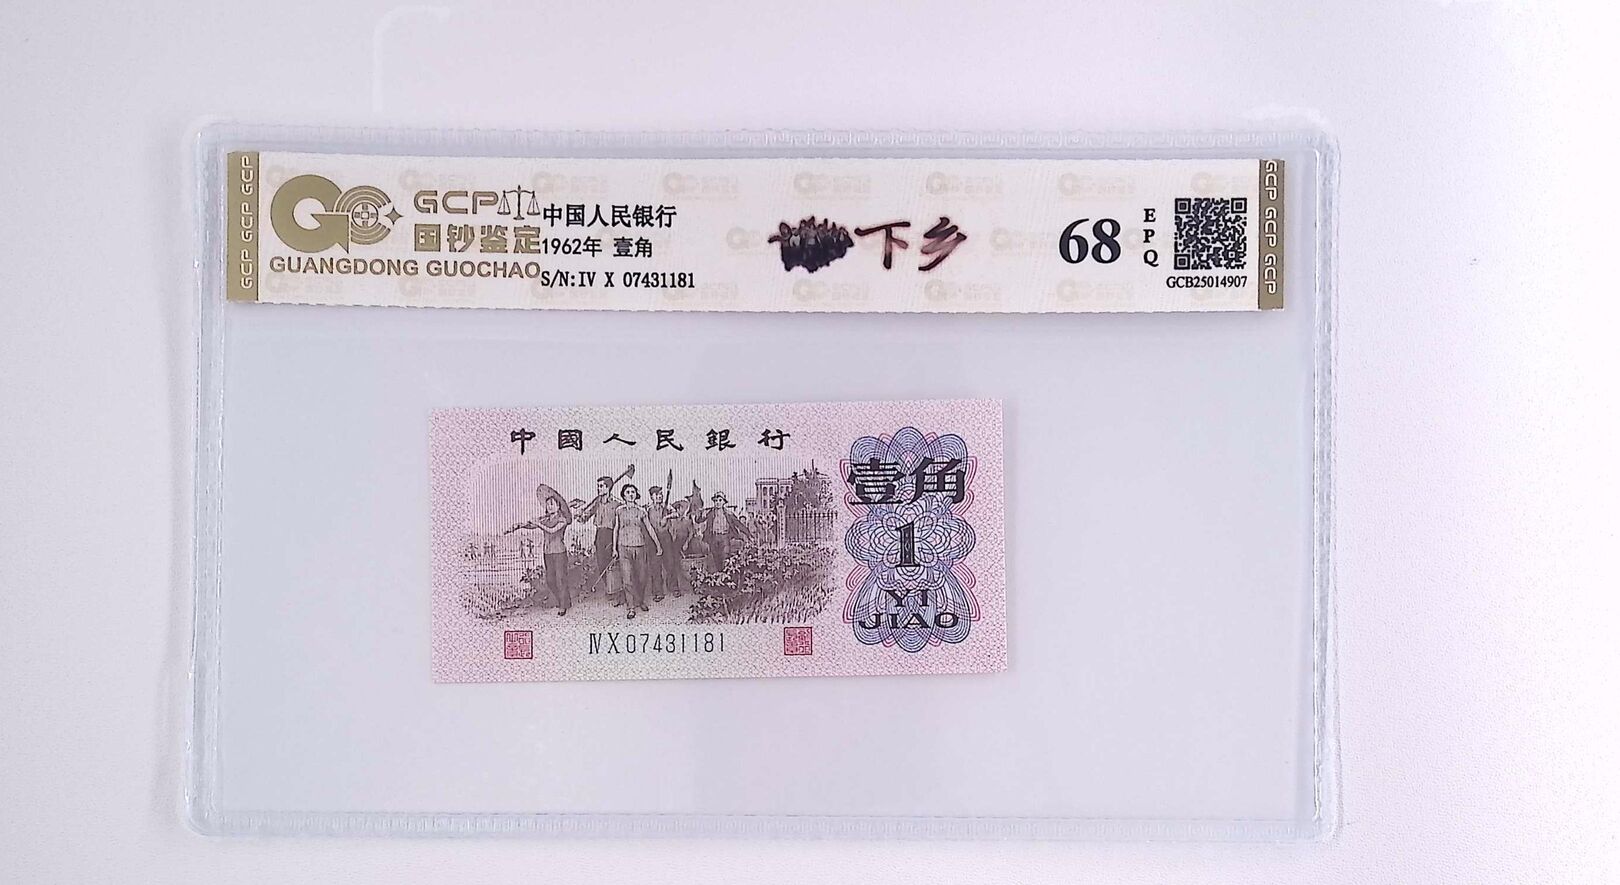 GCP GCP GCP
GCP
国钞鉴定
GUANGDONG GUOCHAO
中国人民银行
1962年 壹角
S/N:IV X 07431181
下乡
68
EPQ
GCB25014907
GCP GCP GCP
中國人民銀行
壹角
1
YI
JIAO
ⅣX07431181